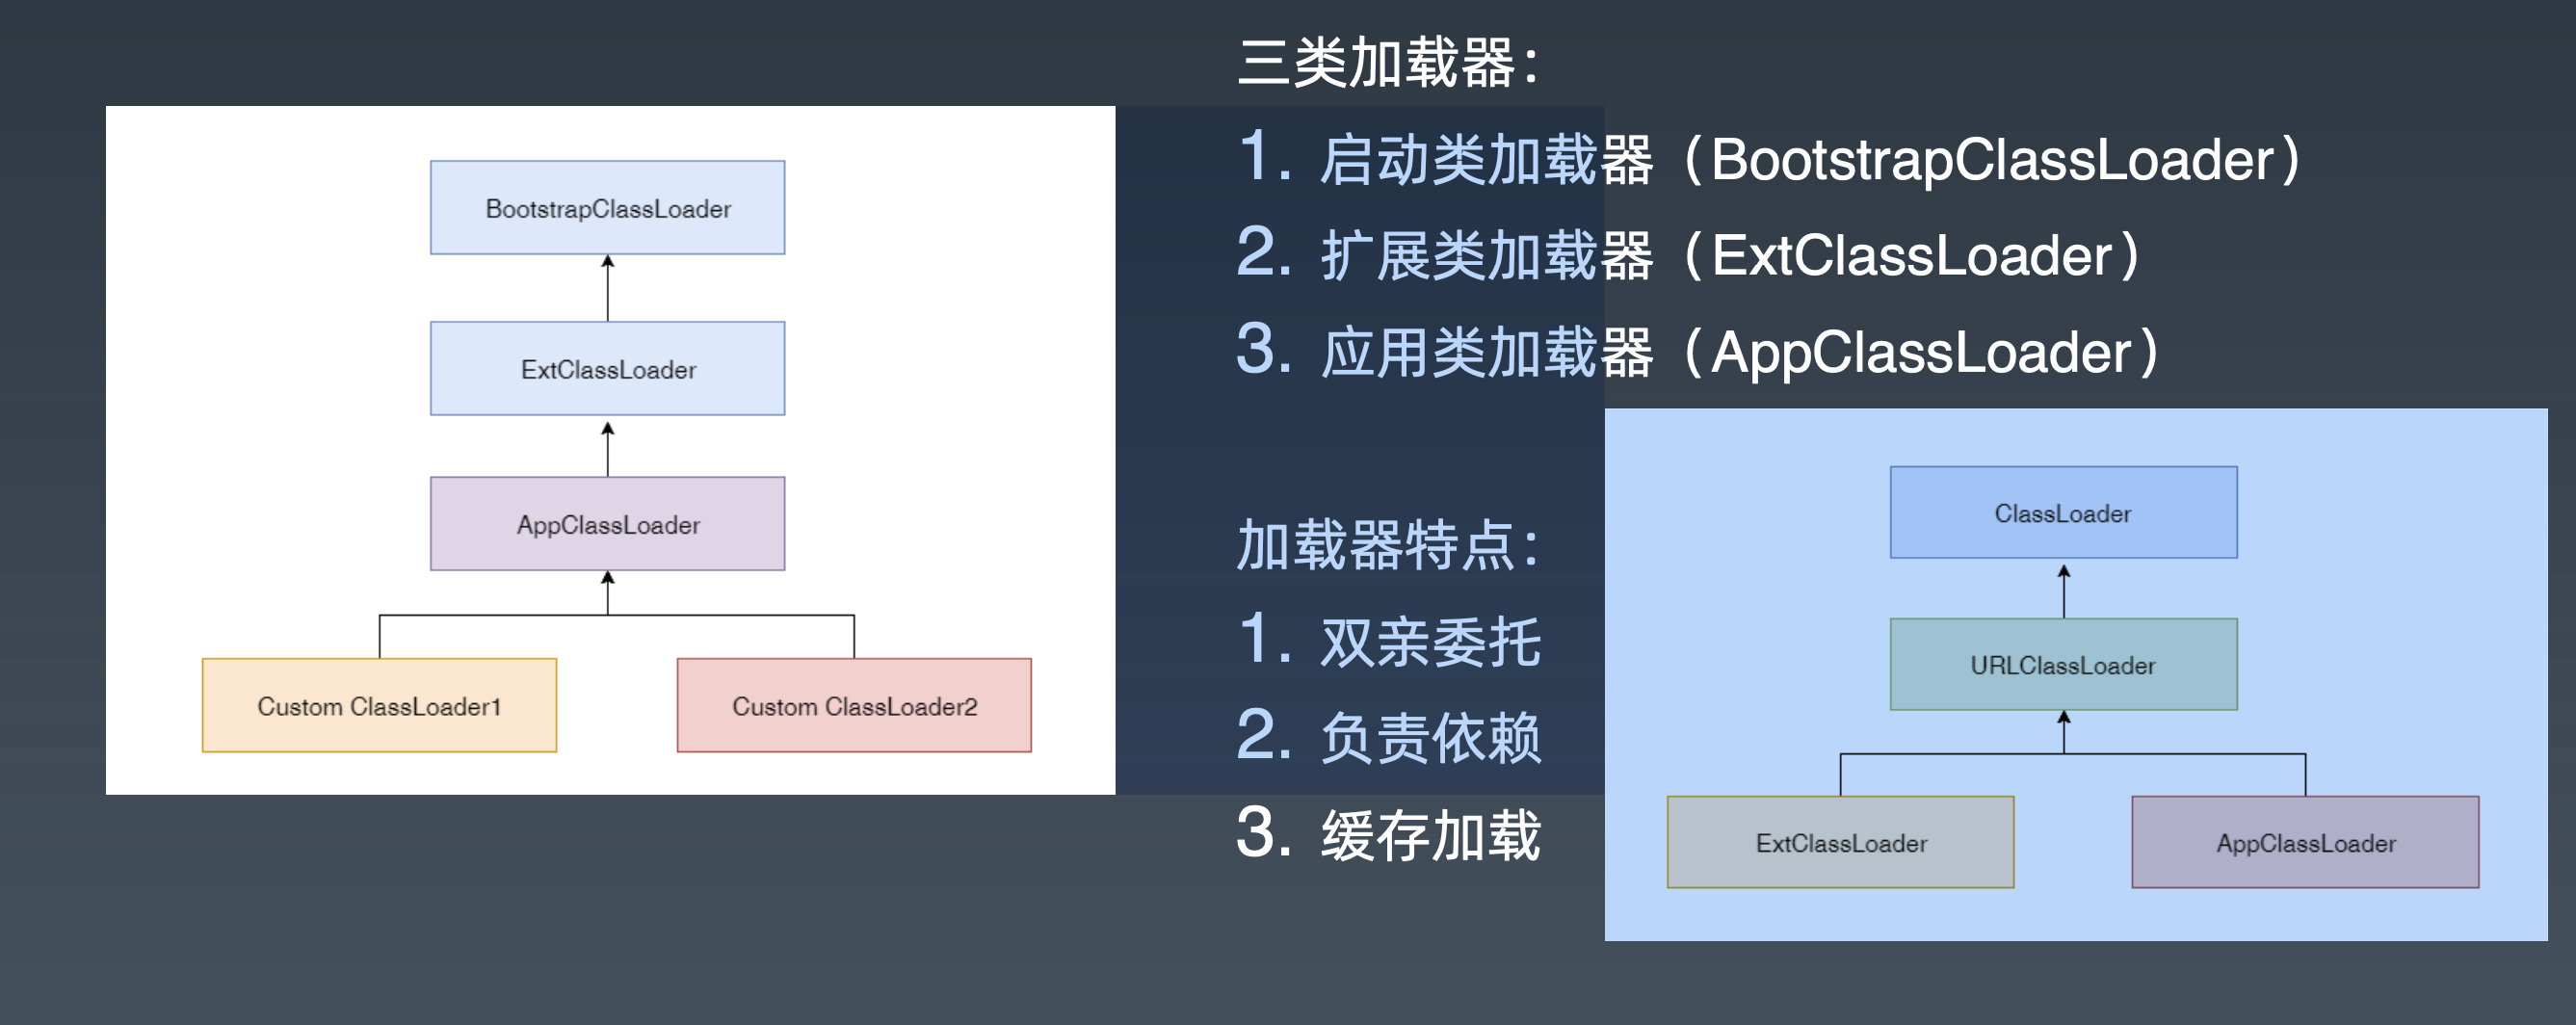 BootstrapClassLoader
ExtClassLoader
AppClassLoader
Custom ClassLoader1
Custom ClassLoader2
三类加载器：
1. 启动类加载器（BootstrapClassLoader）
2. 扩展类加载器（ExtClassLoader）
3. 应用类加载器（AppClassLoader）
加载器特点：
1. 双亲委托
2. 负责依赖
3. 缓存加载
ClassLoader
URLClassLoader
ExtClassLoader
AppClassLoader